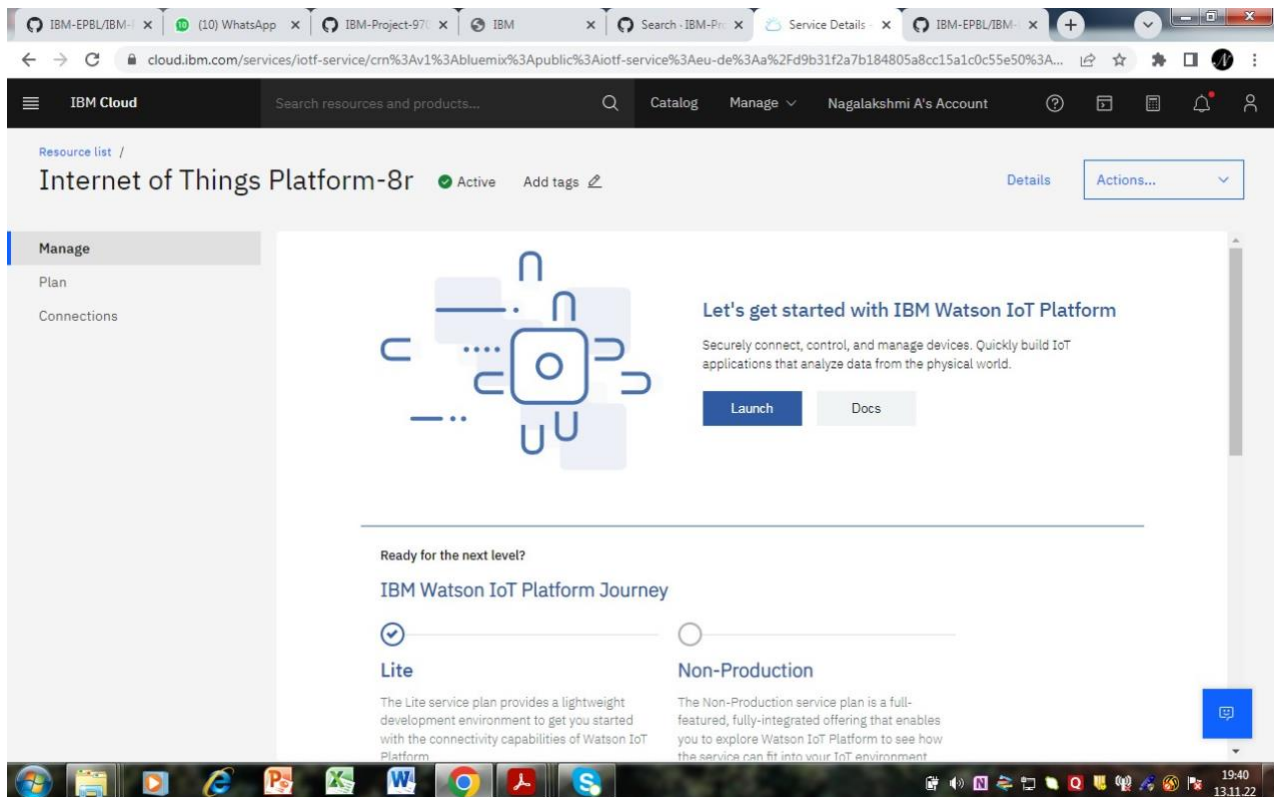 IBM-EPBL/IBM-
(10) WhatsApp
IBM-Project-970
IBM
Search · IBM-Pro
Service Details -
IBM-EPBL/IBM-
cloud.ibm.com/services/iotf-service/crn%3Av1%3Abluemix%3Apublic%3Aiotf-service%3Aeu-de%3Aa%2Fd9b31f2a7b184805a8cc15a1c0c55e50%3A...
IBM Cloud
Search resources and products...
Catalog
Manage
Nagalakshmi A's Account
Resource list /
Internet of Things Platform-8r
Active
Add tags
Details
Actions...
Manage
Plan
Connections
Let's get started with IBM Watson IoT Platform
Securely connect, control, and manage devices. Quickly build IoT
applications that analyze data from the physical world.
Launch
Docs
Ready for the next level?
IBM Watson IoT Platform Journey
Lite
The Lite service plan provides a lightweight
development environment to get you started
with the connectivity capabilities of Watson IoT
Platform
Non-Production
The Non-Production service plan is a full-
featured, fully-integrated offering that enables
you to explore Watson IoT Platform to see how
the service can fit into your IoT environment
19:40
13.11.22